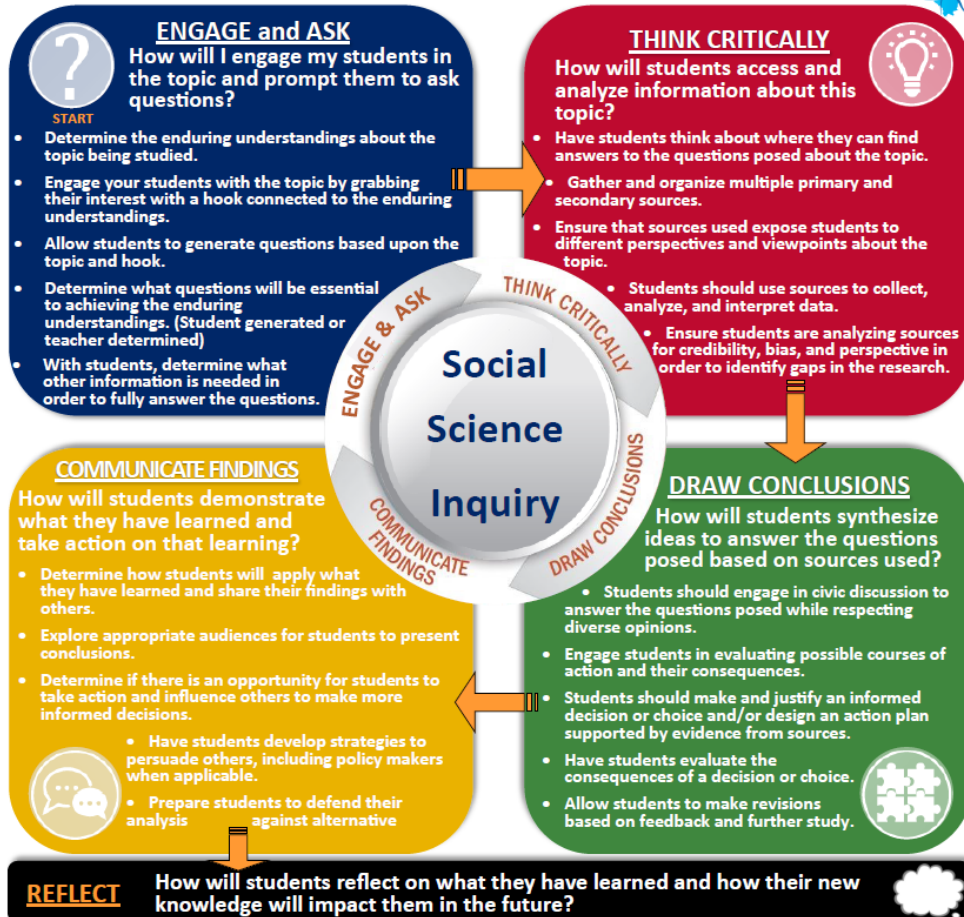 ENGAGE and ASK
How will I engage my students in
the topic and prompt them to ask
questions?
START
• Determine the enduring understandings about the
topic being studied.
• Engage your students with the topic by grabbing
their interest with a hook connected to the enduring
understandings.
• Allow students to generate questions based upon the
topic and hook.
• Determine what questions will be essential
to achieving the enduring
understandings. (Student generated or
teacher determined)
• With students, determine what
other information is needed in
order to fully answer the questions.
THINK CRITICALLY
How will students access and
analyze information about this
topic?
• Have students think about where they can find
answers to the questions posed about the topic.
• Gather and organize multiple primary and
secondary sources.
• Ensure that sources used expose students to
different perspectives and viewpoints about the
topic.
• Students should use sources to collect,
analyze, and interpret data.
• Ensure students are analyzing sources
for credibility, bias, and perspective in
order to identify gaps in the research.
ENGAGE & ASK
THINK CRITICALLY
DRAW CONCLUSIONS
COMMUNICATE
FINDINGS
Social
Science
Inquiry
DRAW CONCLUSIONS
How will students synthesize
ideas to answer the questions
posed based on sources used?
• Students should engage in civic discussion to
answer the questions posed while respecting
diverse opinions.
• Engage students in evaluating possible courses of
action and their consequences.
• Students should make and justify an informed
decision or choice and/or design an action plan
supported by evidence from sources.
• Have students evaluate the
consequences of a decision or choice.
• Allow students to make revisions
based on feedback and further study.
COMMUNICATE FINDINGS
How will students demonstrate
what they have learned and
take action on that learning?
• Determine how students will apply what
they have learned and share their findings with
others.
• Explore appropriate audiences for students to present
conclusions.
• Determine if there is an opportunity for students to
take action and influence others to make more
informed decisions.
• Have students develop strategies to
persuade others, including policy makers
when applicable.
• Prepare students to defend their
analysis against alternative
REFLECT
How will students reflect on what they have learned and how their new
knowledge will impact them in the future?